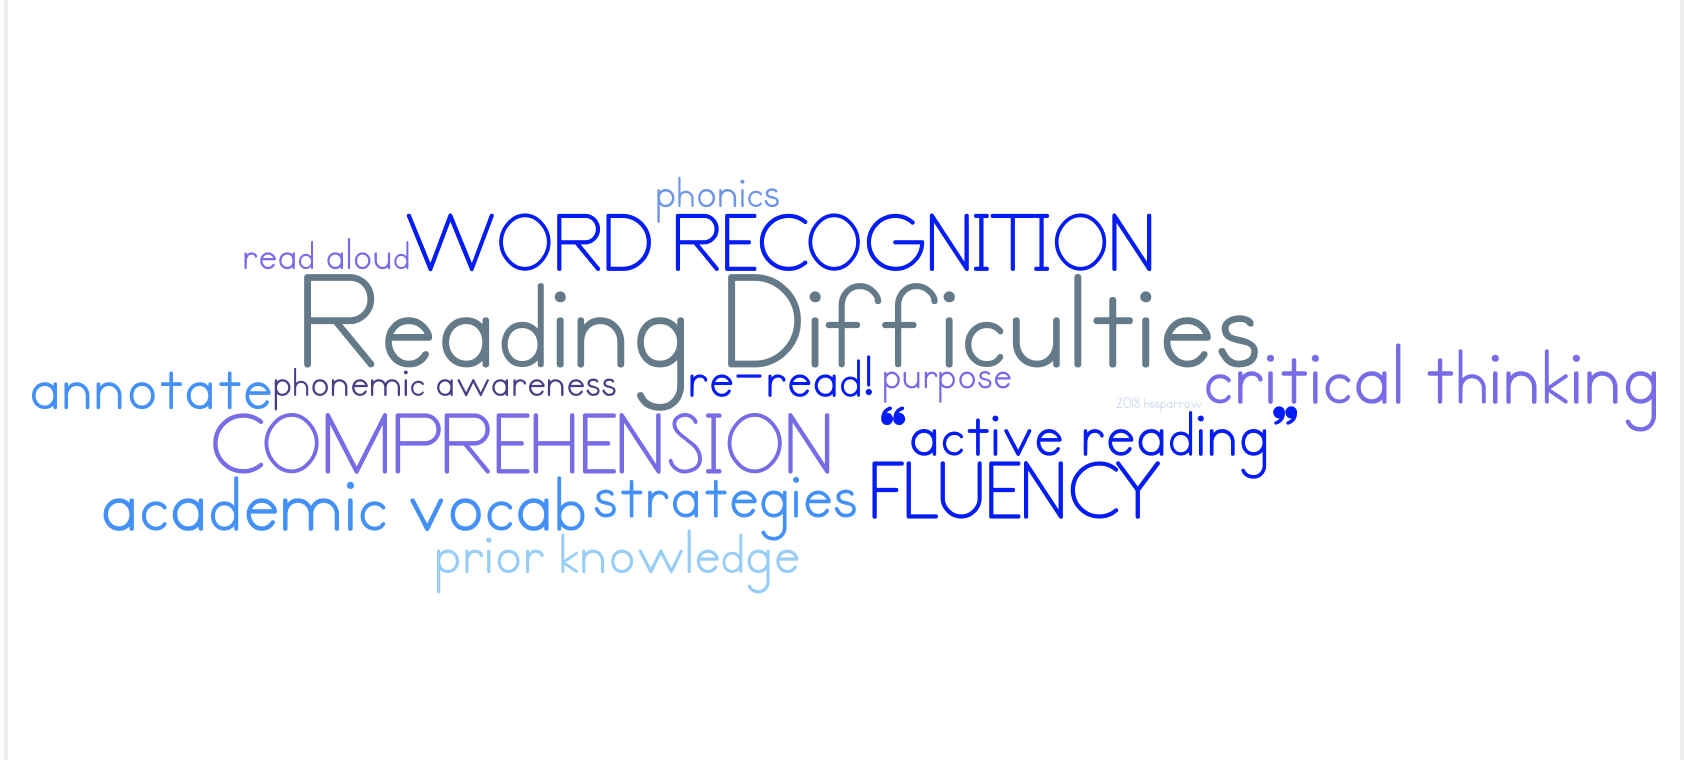 phonics
WORD RECOGNITION
read aloud
Reading Difficulties
annotate
phonemic awareness
re-read!
purpose
2018 hssparrow
critical thinking
COMPREHENSION
“active reading”
academic vocab
strategies
FLUENCY
prior knowledge